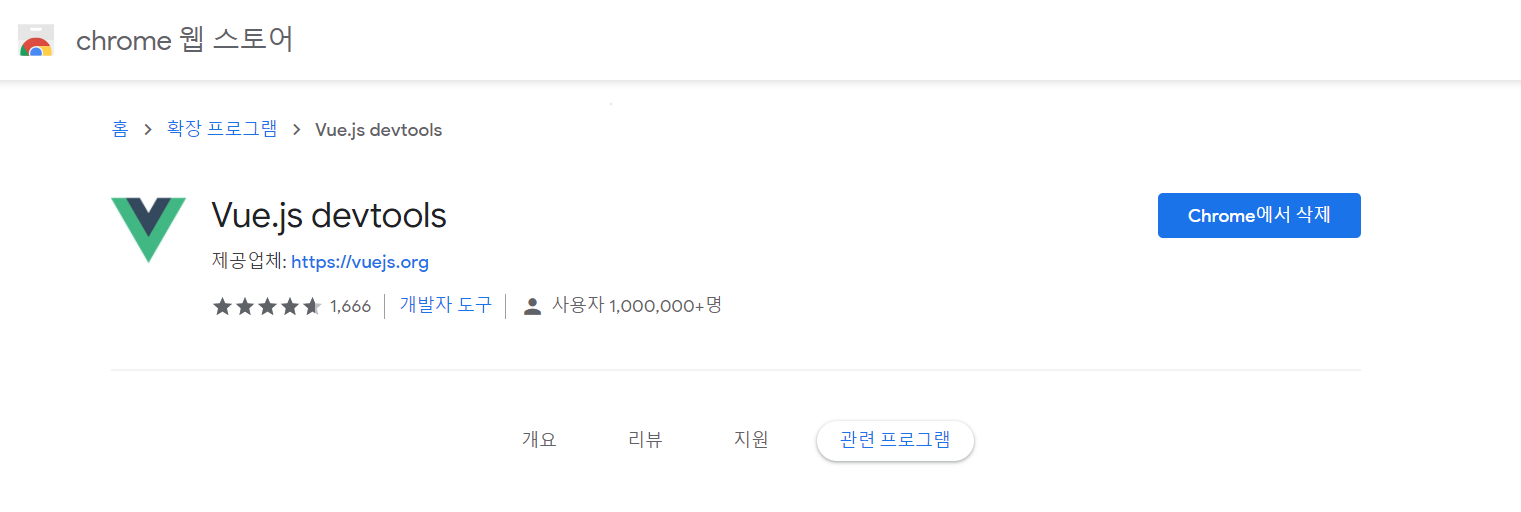 chrome 웹 스토어
홈 > 확장 프로그램 > Vue.js devtools
Vue.js devtools
Chrome에서 삭제
제공업체: https://vuejs.org
1,666 개발자 도구 사용자 1,000,000+명
개요 리뷰 지원 관련 프로그램